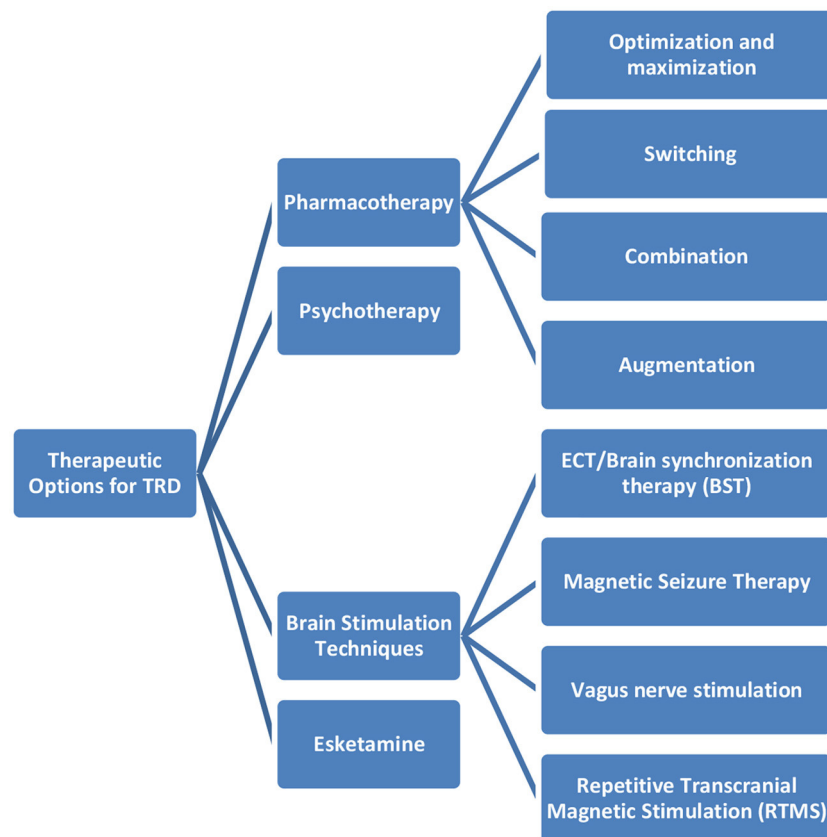 Therapeutic
Options for TRD
Pharmacotherapy
Optimization and
maximization
Switching
Combination
Augmentation
Psychotherapy
Brain Stimulation
Techniques
ECT/Brain synchronization
therapy (BST)
Magnetic Seizure Therapy
Vagus nerve stimulation
Repetitive Transcranial
Magnetic Stimulation (RTMS)
Esketamine